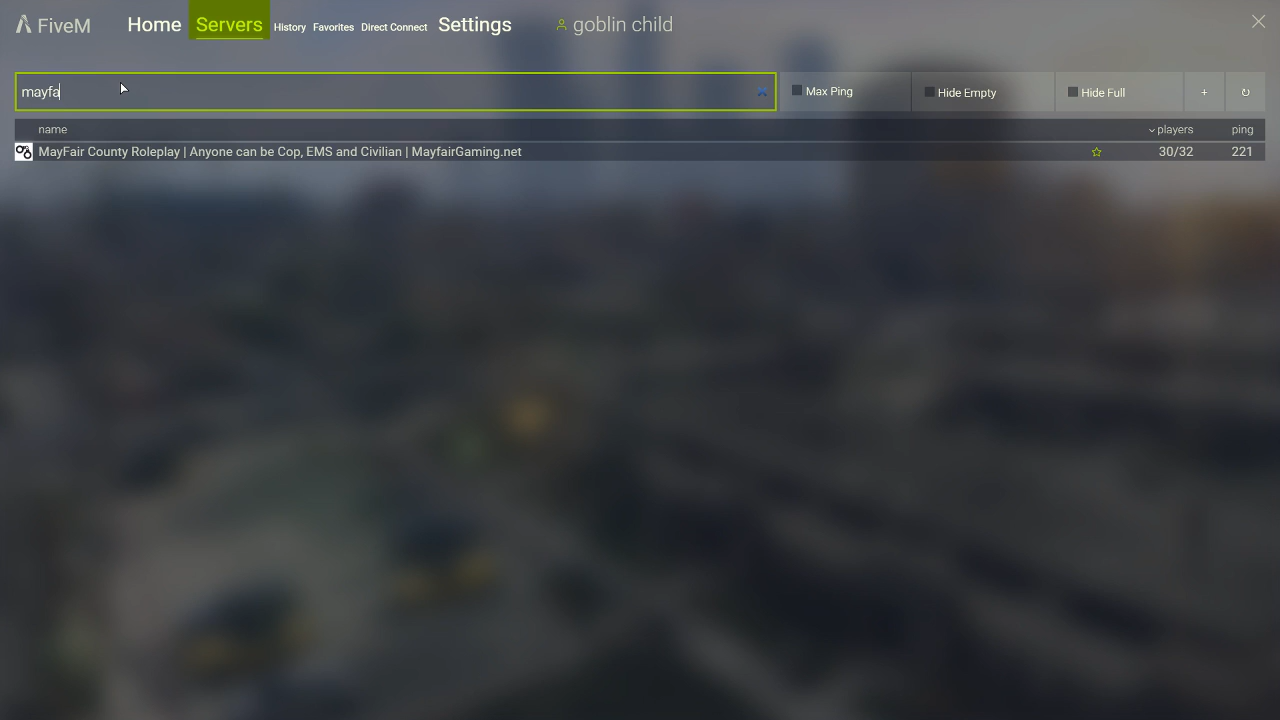 FiveM Home Servers History Favorites Direct Connect Settings goblin child
mayfa Max Ping Hide Empty Hide Full +
name players ping
MayFair County Roleplay | Anyone can be Cop, EMS and Civilian | MayfairGaming.net 30/32 221